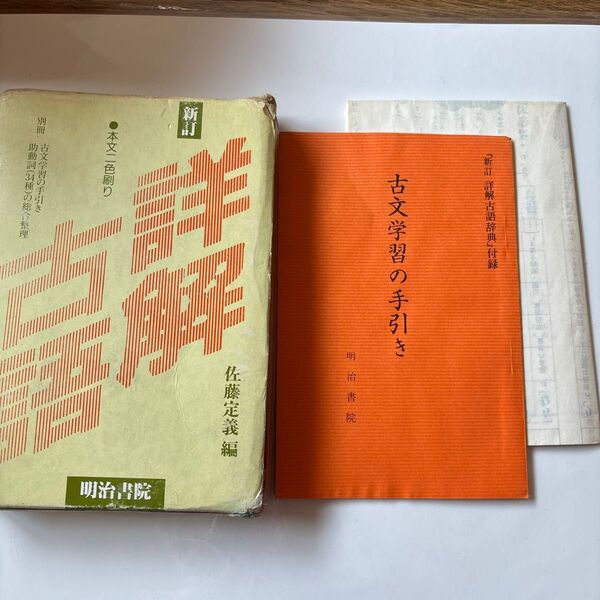 新訂
●本文二色刷り
別冊 古文学習の手引き
助動詞(34種)の総合整理
詳解
古語
佐藤定義 編
明治書院
『新訂 詳解古語辞典』付録
古文学習の手引き
明治書院